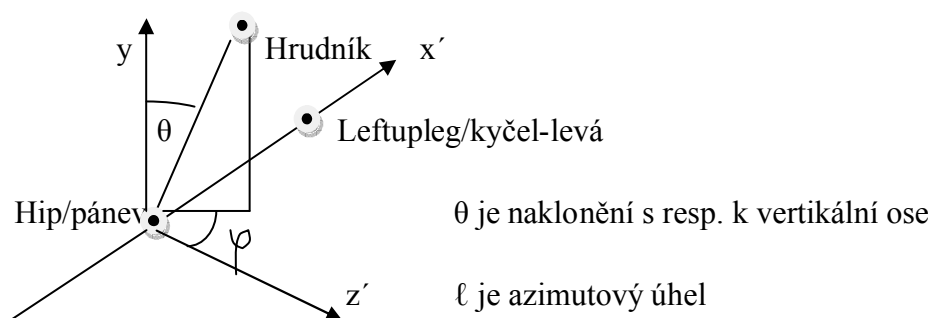 Hrudník
y
x´
θ
Leftupleg/kyčel-levá
Hip/pánev
θ je naklonění s resp. k vertikální ose
φ
z´
ℓ je azimutový úhel